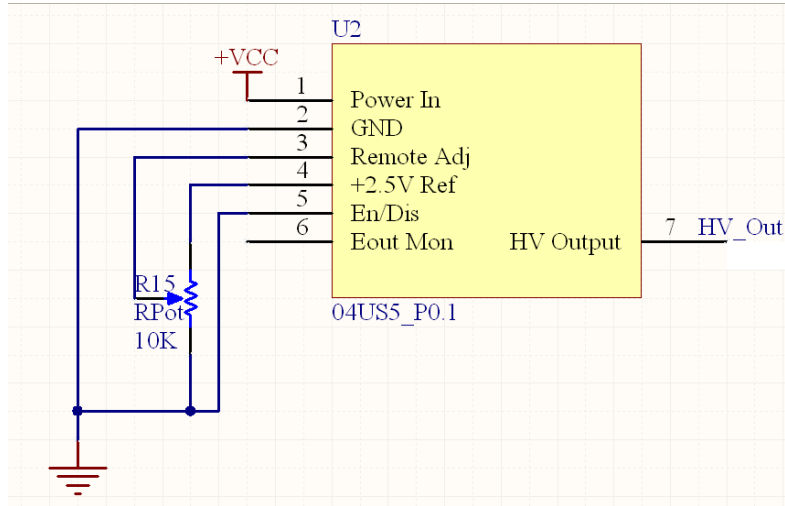 U2
+VCC
1 Power In
2 GND
3 Remote Adj
4 +2.5V Ref
5 En/Dis
6 Eout Mon
HV Output 7 HV_Out
R15
RPot
10K
04US5_P0.1